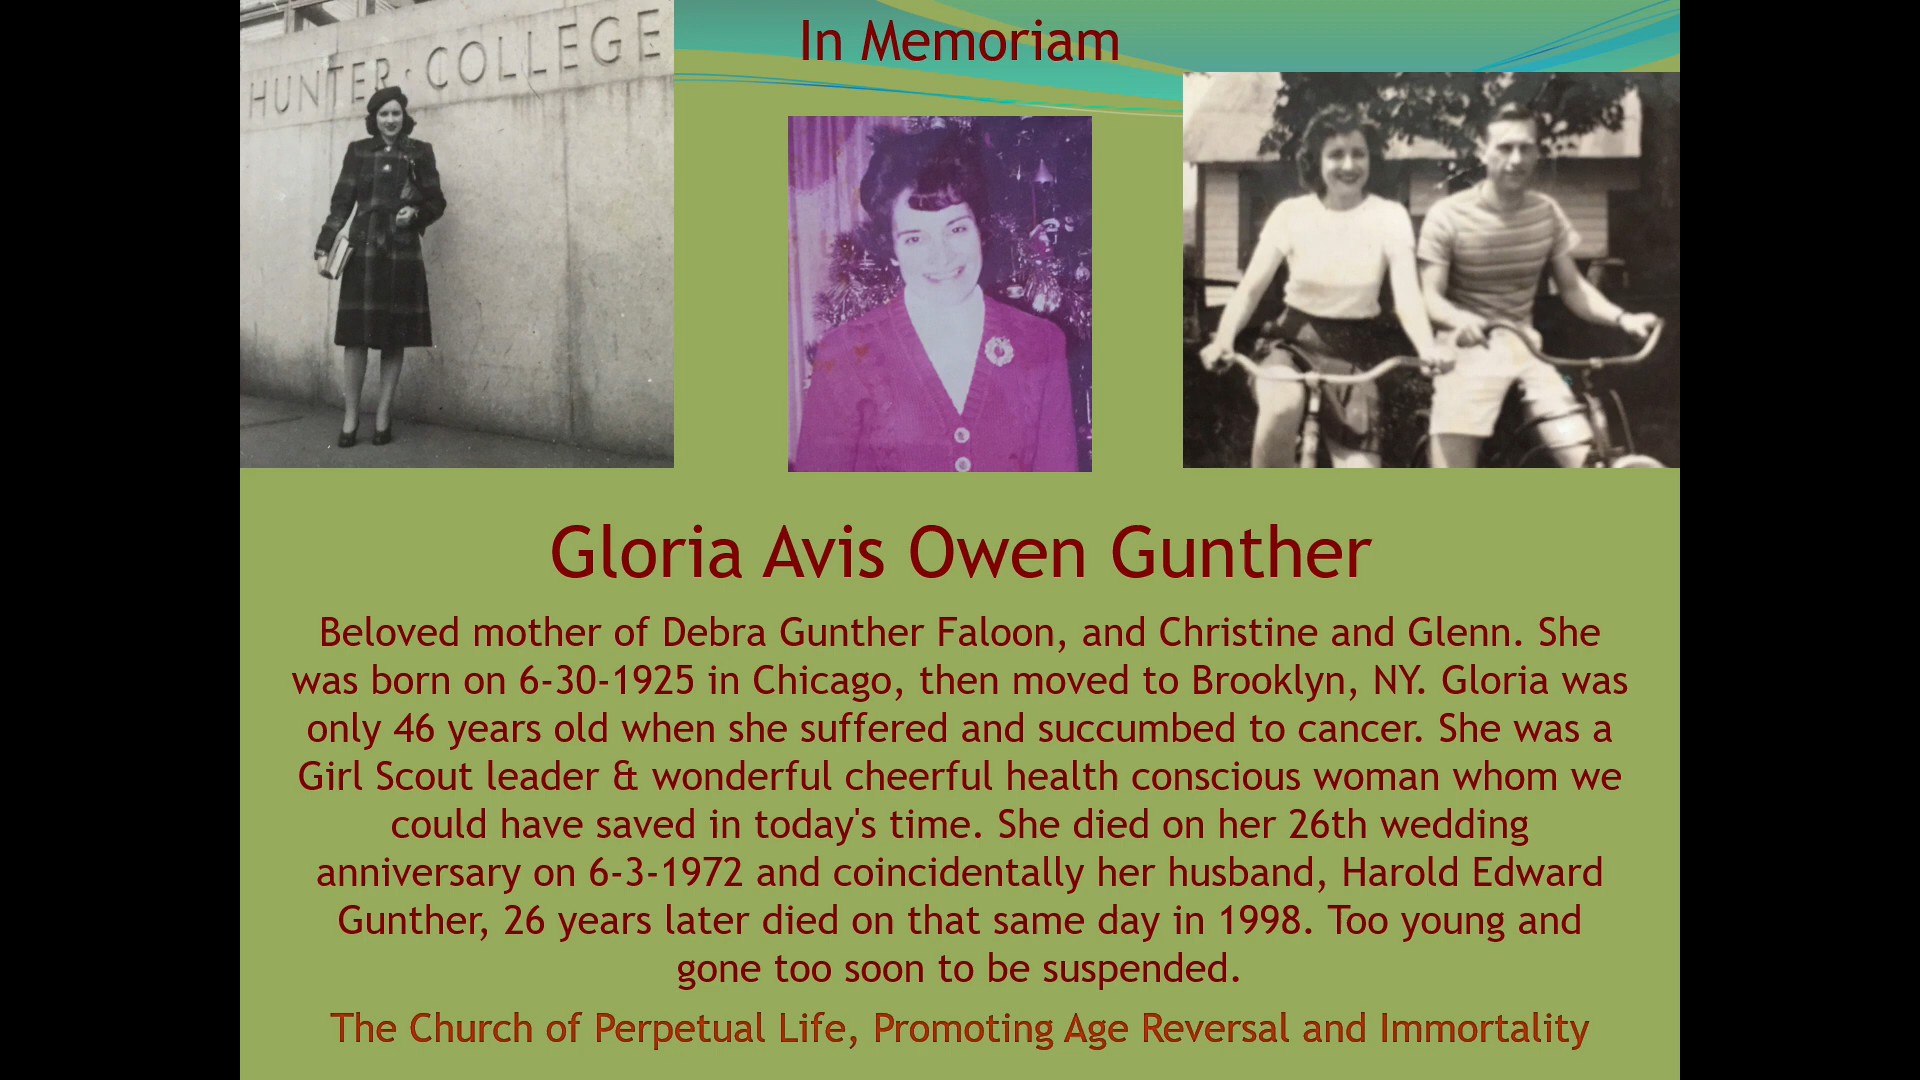 HUNTER · COLLEGE
In Memoriam
Gloria Avis Owen Gunther
Beloved mother of Debra Gunther Faloon, and Christine and Glenn. She
was born on 6-30-1925 in Chicago, then moved to Brooklyn, NY. Gloria was
only 46 years old when she suffered and succumbed to cancer. She was a
Girl Scout leader & wonderful cheerful health conscious woman whom we
could have saved in today's time. She died on her 26th wedding
anniversary on 6-3-1972 and coincidentally her husband, Harold Edward
Gunther, 26 years later died on that same day in 1998. Too young and
gone too soon to be suspended.
The Church of Perpetual Life, Promoting Age Reversal and Immortality